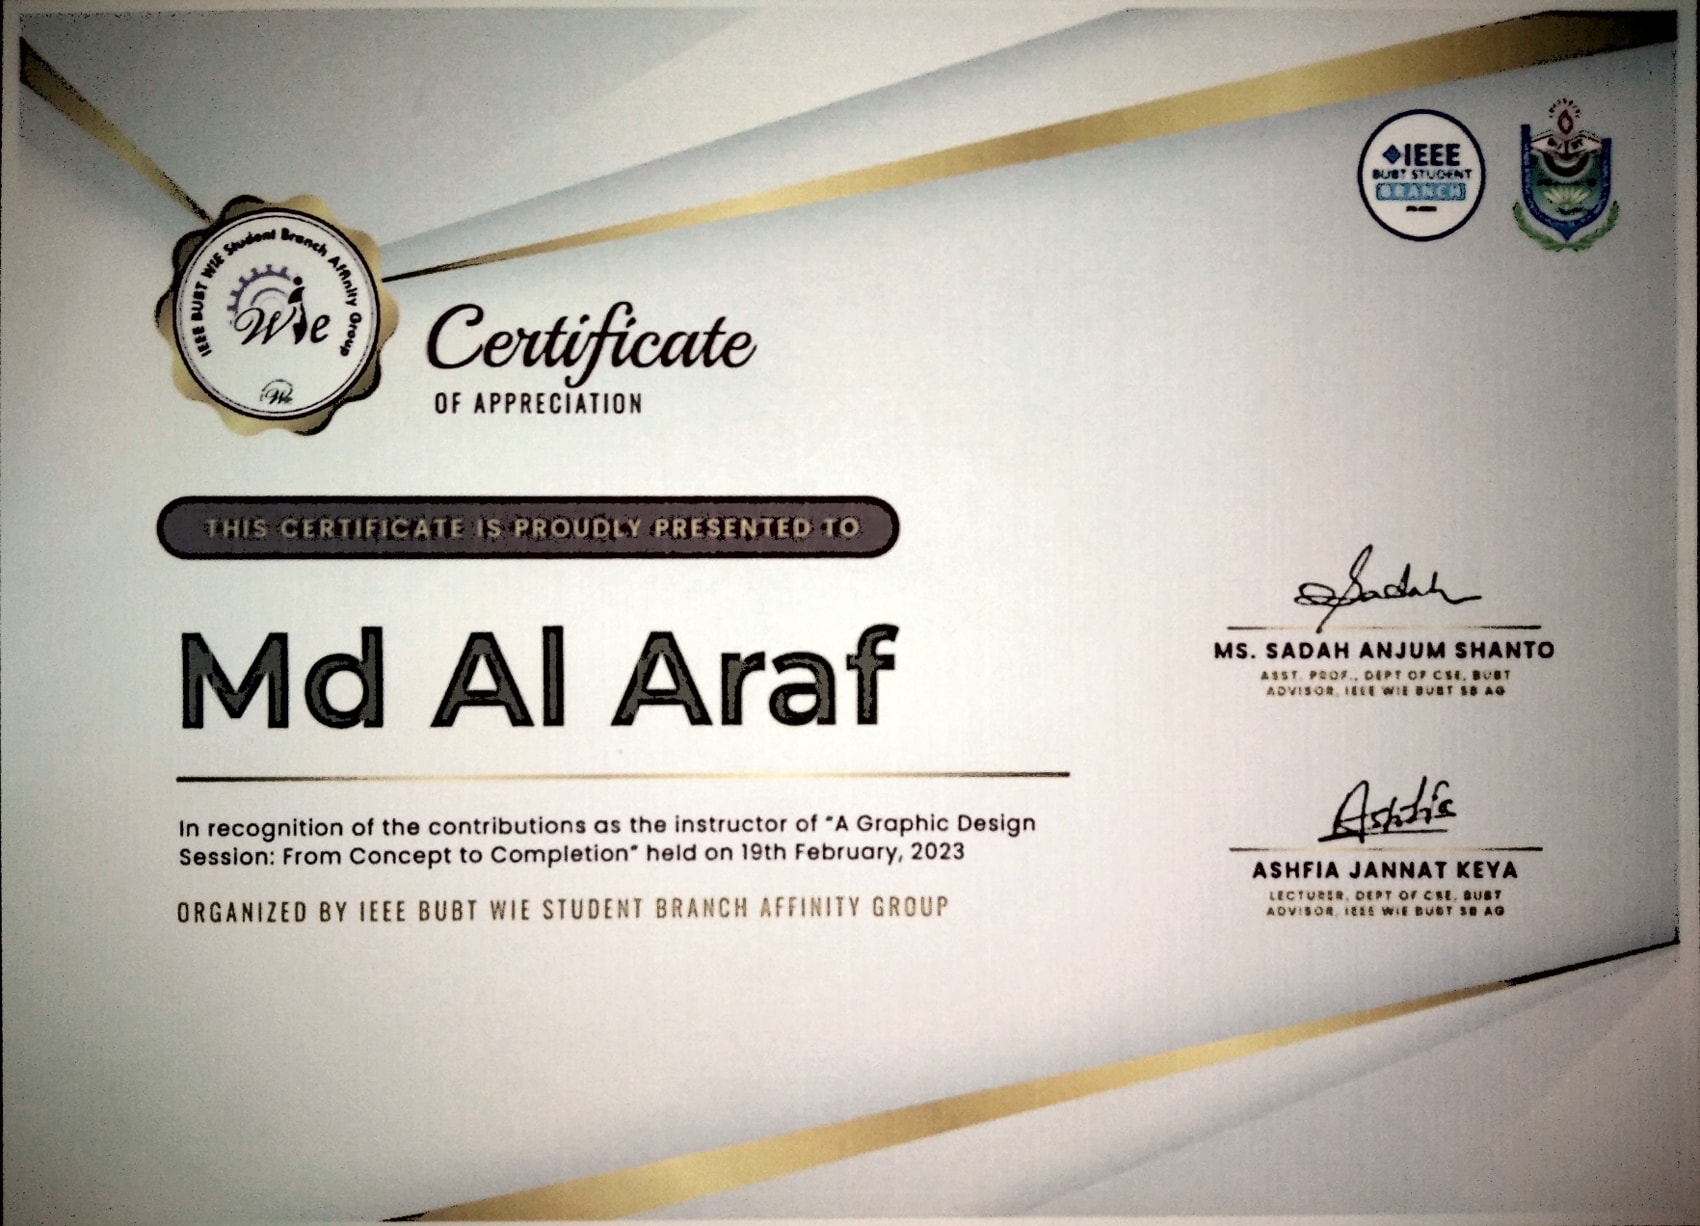 IEEE BUBT WIE Student Branch Affinity Group
Wie
IEEE
BUBT STUDENT
BRANCH
Certificate
OF APPRECIATION
THIS CERTIFICATE IS PROUDLY PRESENTED TO
Md Al Araf
In recognition of the contributions as the instructor of "A Graphic Design
Session: From Concept to Completion" held on 19th February, 2023
ORGANIZED BY IEEE BUBT WIE STUDENT BRANCH AFFINITY GROUP
Sadah
MS. SADAH ANJUM SHANTO
ASST. PROF., DEPT OF CSE, BUBT
ADVISOR, IEEE WIE BUBT SB AG
Ashfia
ASHFIA JANNAT KEYA
LECTURER, DEPT OF CSE, BUBT
ADVISOR, IEEE WIE BUBT SB AG